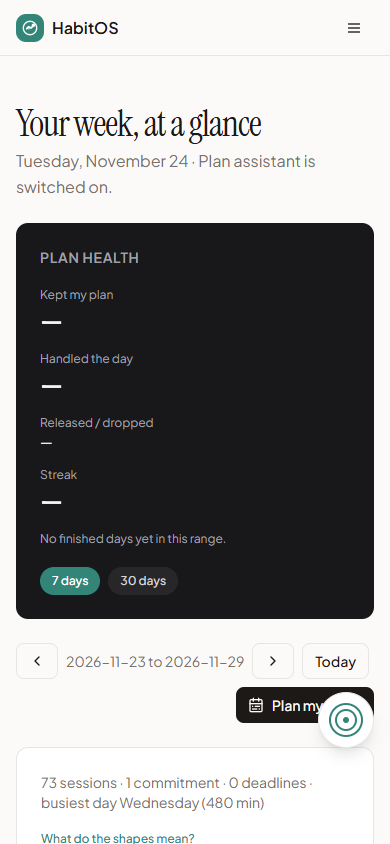 HabitOS
Your week, at a glance
Tuesday, November 24 · Plan assistant is
switched on.
PLAN HEALTH
Kept my plan
—
Handled the day
—
Released / dropped
—
Streak
—
No finished days yet in this range.
7 days
30 days
2026-11-23 to 2026-11-29
Today
Plan my
73 sessions · 1 commitment · 0 deadlines ·
busiest day Wednesday (480 min)
What do the shapes mean?